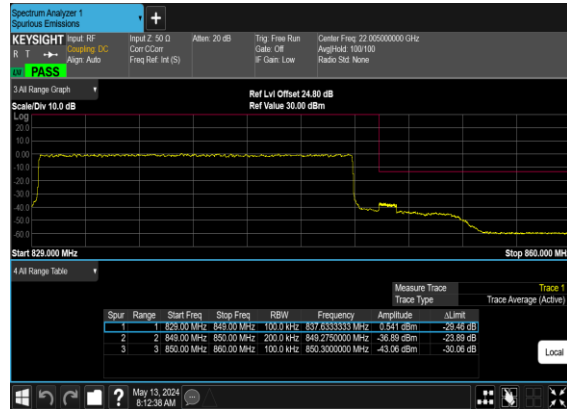 Spectrum Analyzer 1
Spurious Emissions
+
KEYSIGHT Input: RF Input Z: 50 Ω Atten: 20 dB Trig: Free Run Center Freq: 22.005000000 GHz
R T Coupling: DC Corr CCorr Gate: Off Avg|Hold: 100/100
Align: Auto Freq Ref: Int (S) IF Gain: Low Radio Std: None
PASS
3 All Range Graph
Ref Lvl Offset 24.80 dB
Scale/Div 10.0 dB Ref Value 30.00 dBm
Log
20.0
10.0
0.00
-10.0
-20.0
-30.0
-40.0
-50.0
-60.0
Start 829.000 MHz Stop 860.000 MH
4 All Range Table
Measure Trace Trace 1
Trace Type Trace Average (Active)
Spur Range Start Freq Stop Freq RBW Frequency Amplitude ΔLimit
1 1 829.00 MHz 849.00 MHz 100.0 kHz 837.6333333 MHz 0.541 dBm -29.46 dB
2 2 849.00 MHz 850.00 MHz 200.0 kHz 849.2750000 MHz -36.89 dBm -23.89 dB
3 3 850.00 MHz 860.00 MHz 100.0 kHz 850.3000000 MHz -43.06 dBm -30.06 dB
Local
? May 13, 2024
8:12:38 AM